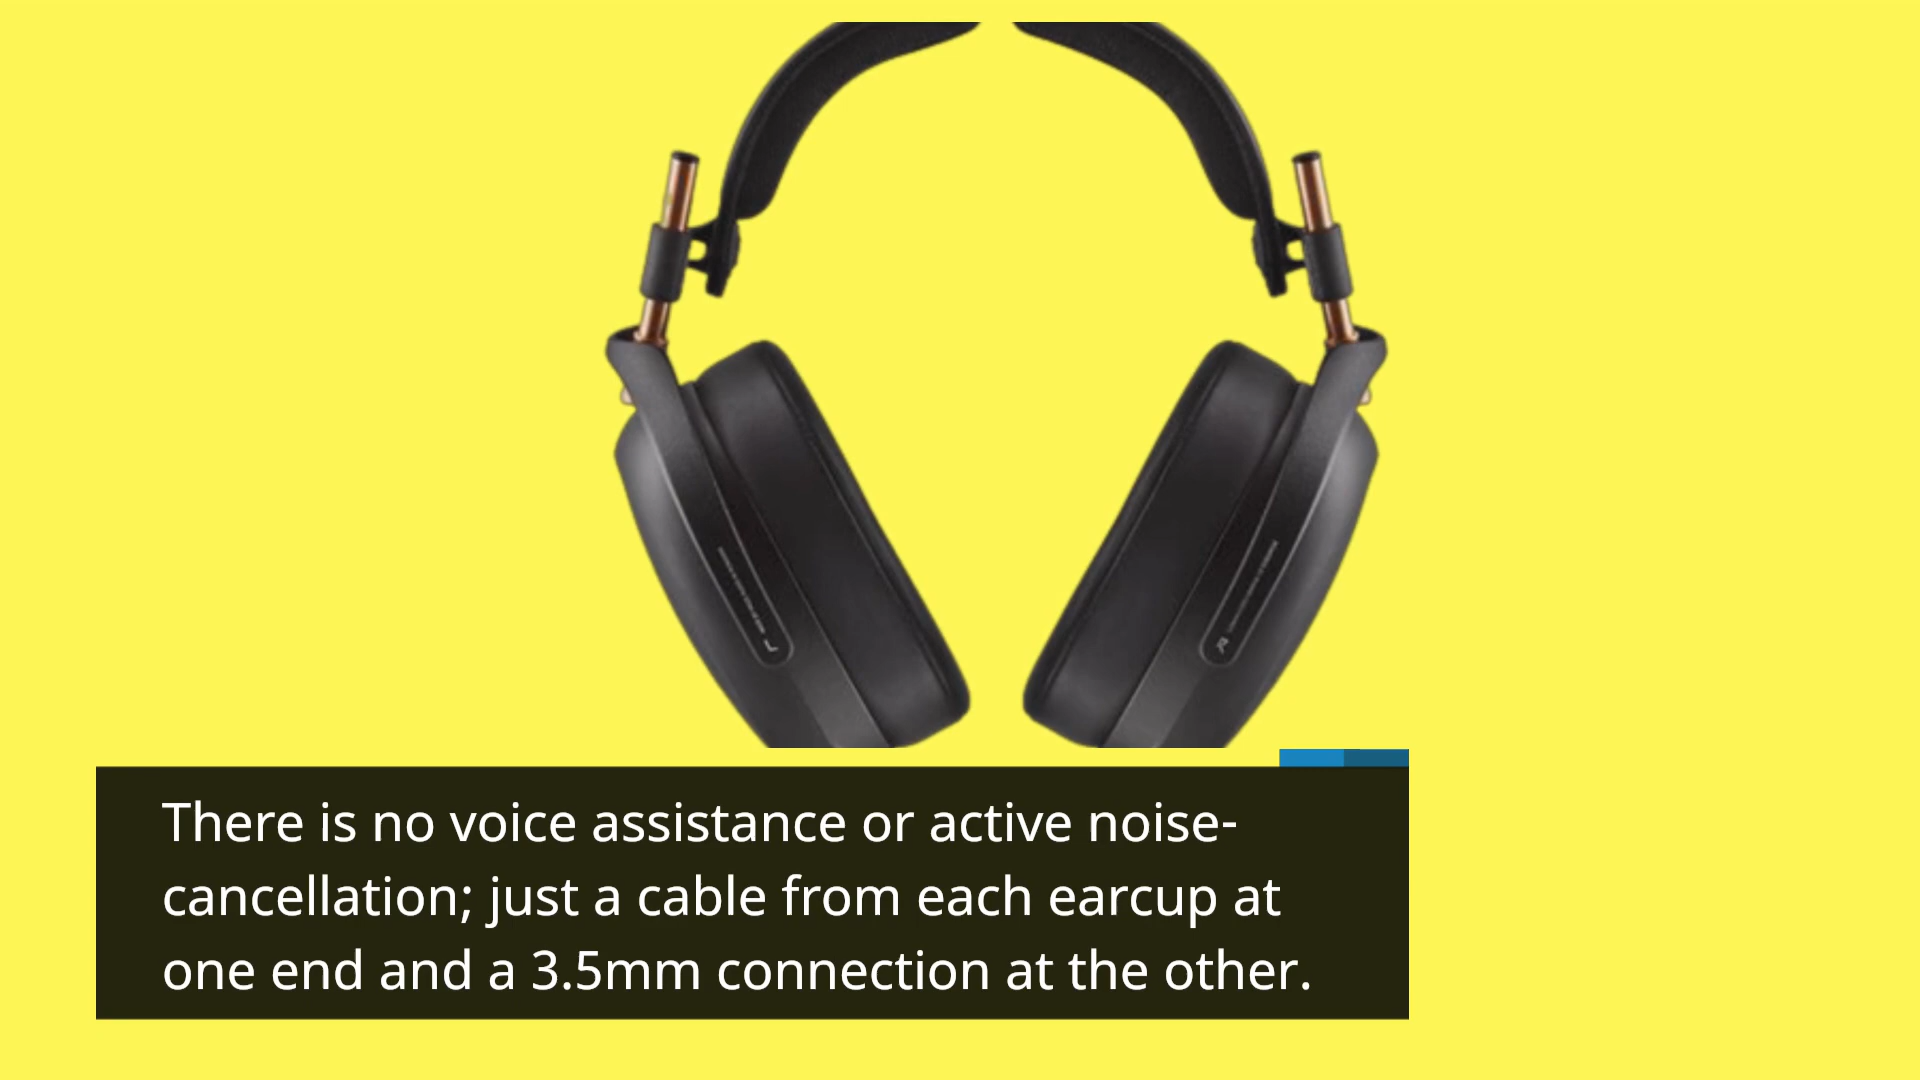 There is no voice assistance or active noise-
cancellation; just a cable from each earcup at
one end and a 3.5mm connection at the other.